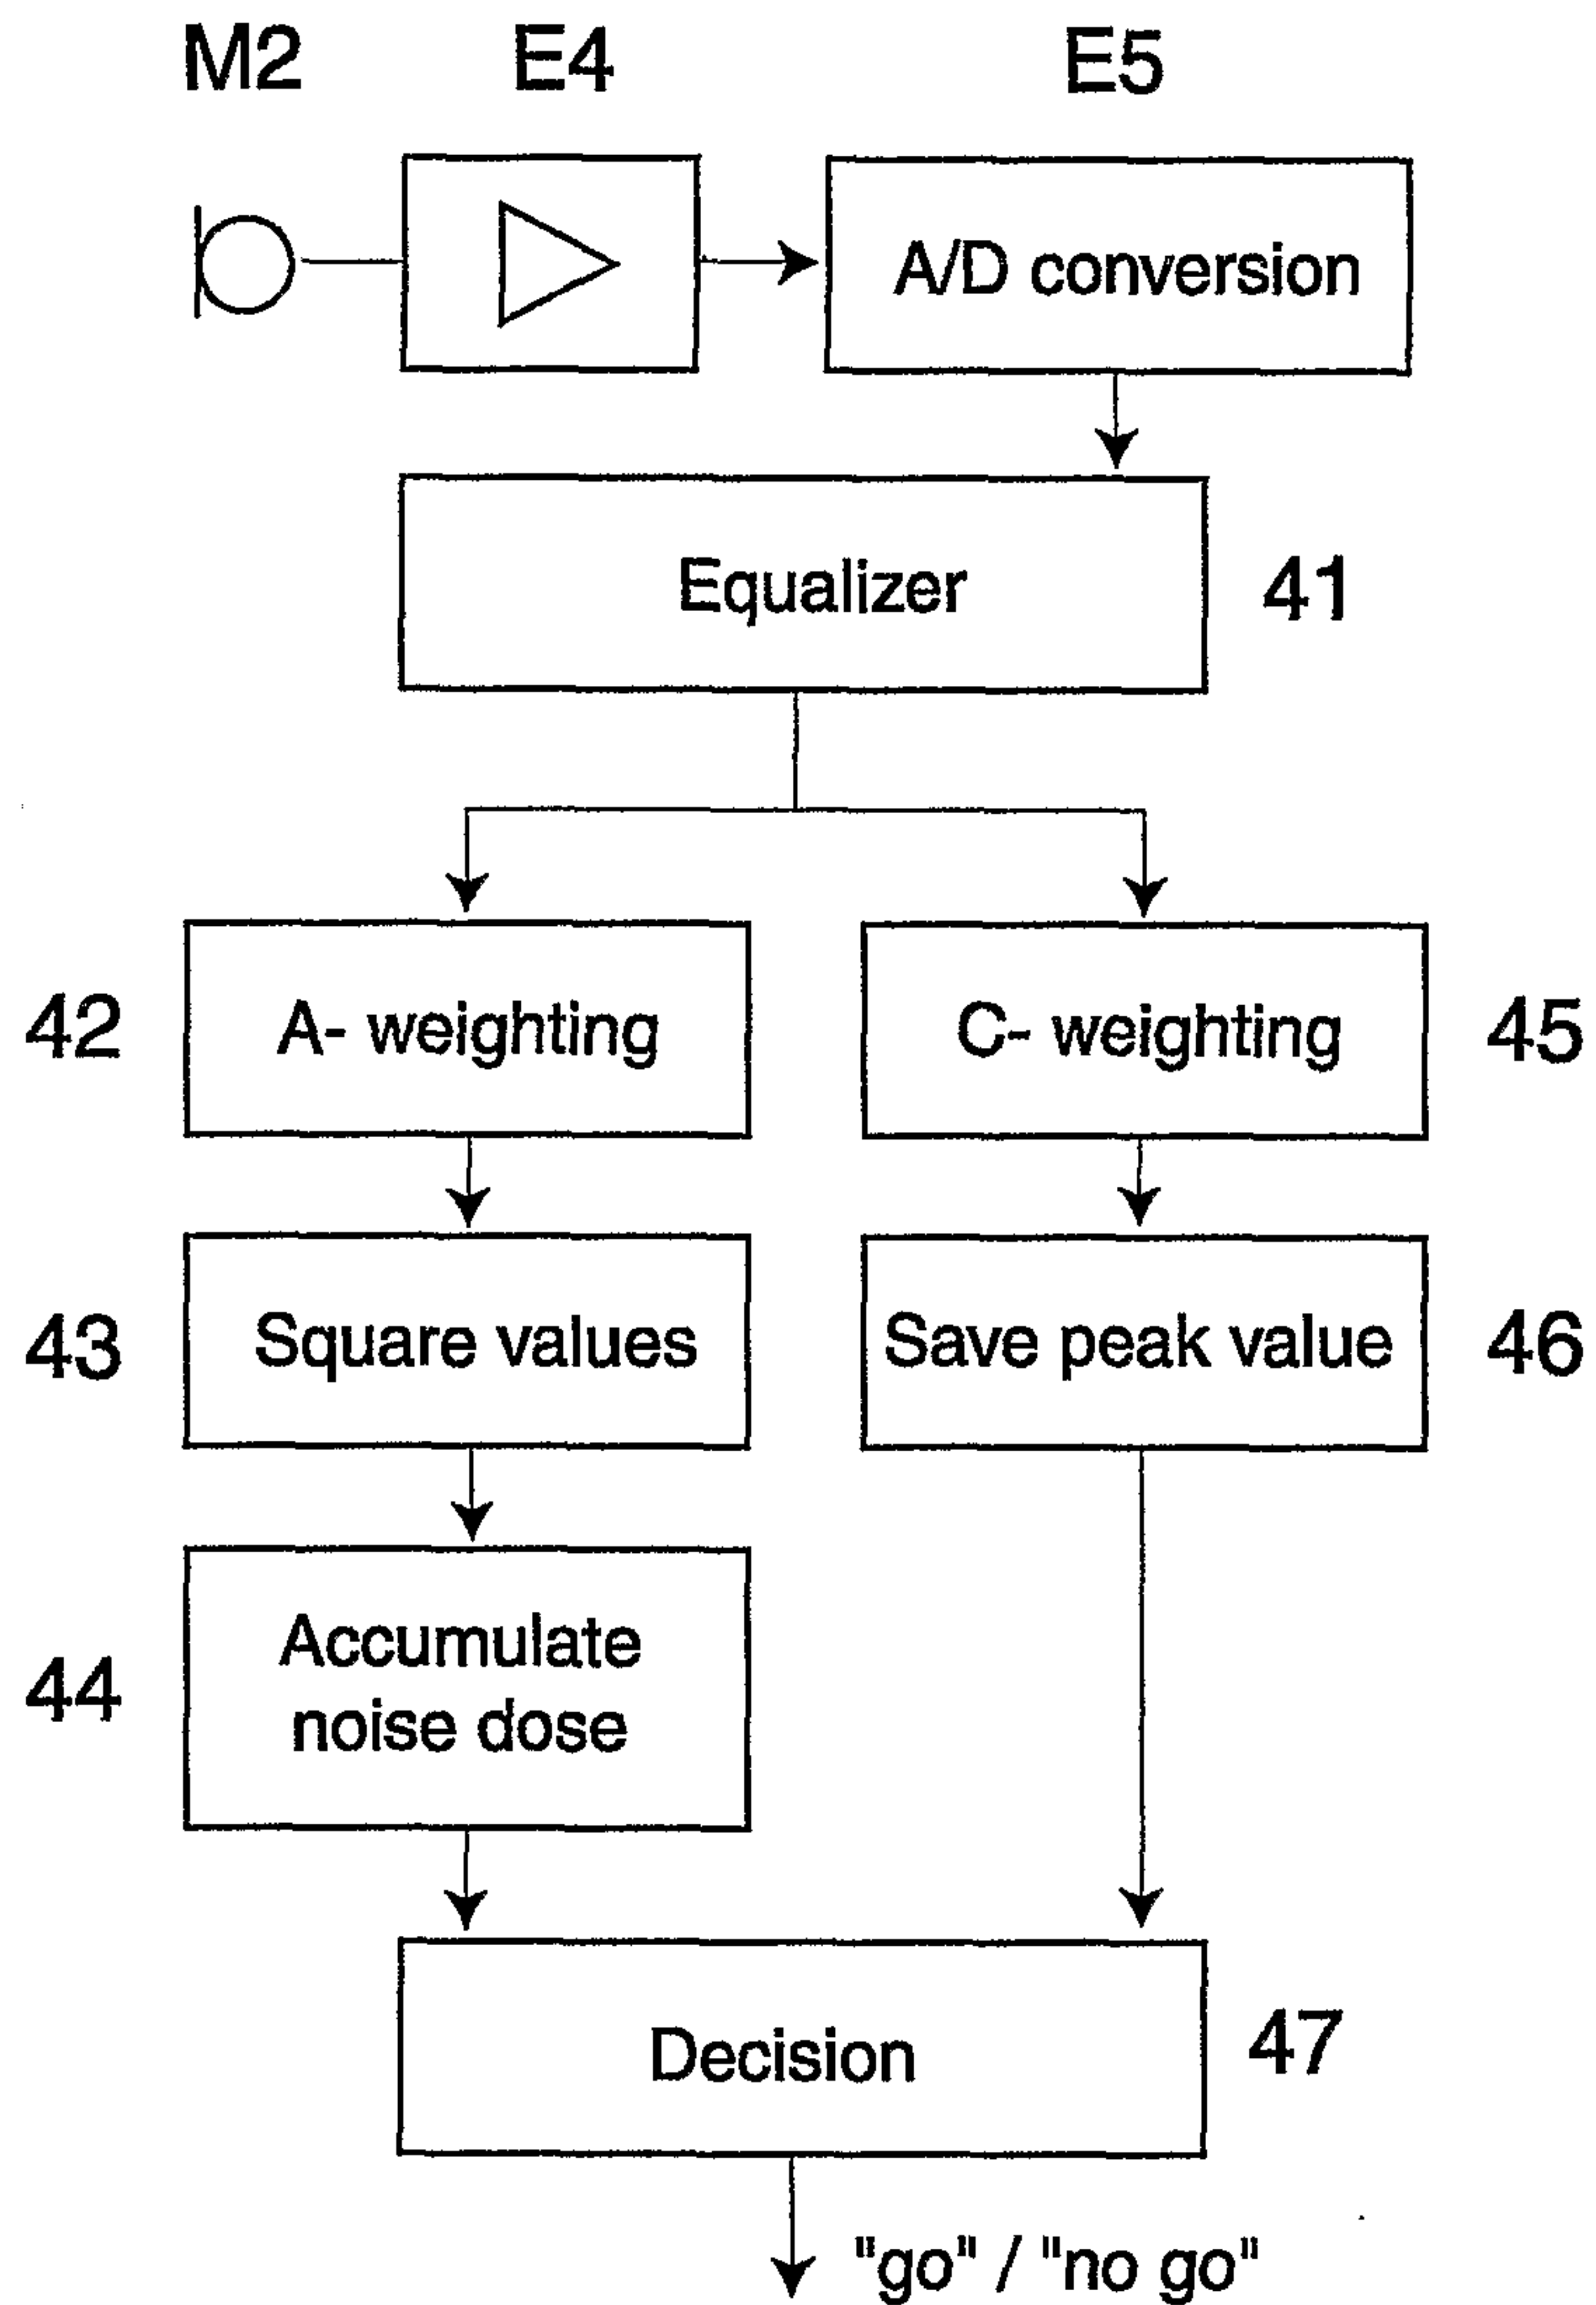 M2 E4 E5
A/D conversion
Equalizer 41
42 A- weighting C- weighting 45
43 Square values Save peak value 46
44 Accumulate
noise dose
Decision 47
"go" / "no go"